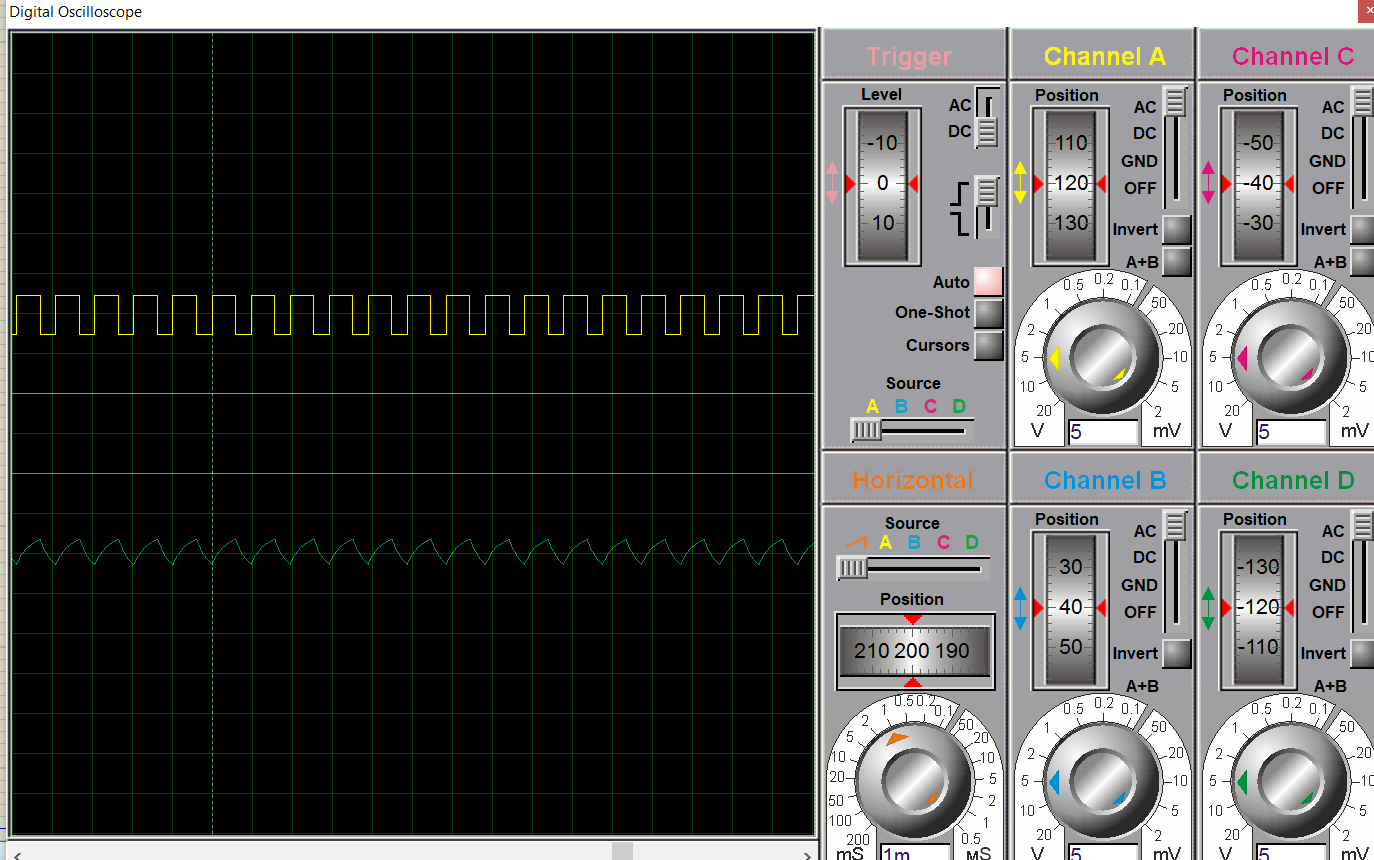 Digital Oscilloscope
Trigger
Level
-10
0
10
AC
DC
Auto
One-Shot
Cursors
Source
A B C D
Channel A
Position
110
120
130
AC
DC
GND
OFF
Invert
A+B
20 10 5 2 1 0.5 0.2 0.1 50 20 10 5 2
V
5
mV
Channel C
Position
-50
-40
-30
AC
DC
GND
OFF
Invert
A+B
20 10 5 2 1 0.5 0.2 0.1 50 20 10 5 2
V
5
mV
Horizontal
Source
A B C D
Position
210 200 190
200 100 50 20 10 5 2 1 0.5 0.2 0.1 50 20 10 5 2 1 0.5
mS
1m
µS
Channel B
Position
30
40
50
AC
DC
GND
OFF
Invert
A+B
20 10 5 2 1 0.5 0.2 0.1 50 20 10 5 2
V
5
mV
Channel D
Position
-130
-120
-110
AC
DC
GND
OFF
Invert
A+B
20 10 5 2 1 0.5 0.2 0.1 50 20 10 5 2
V
5
mV